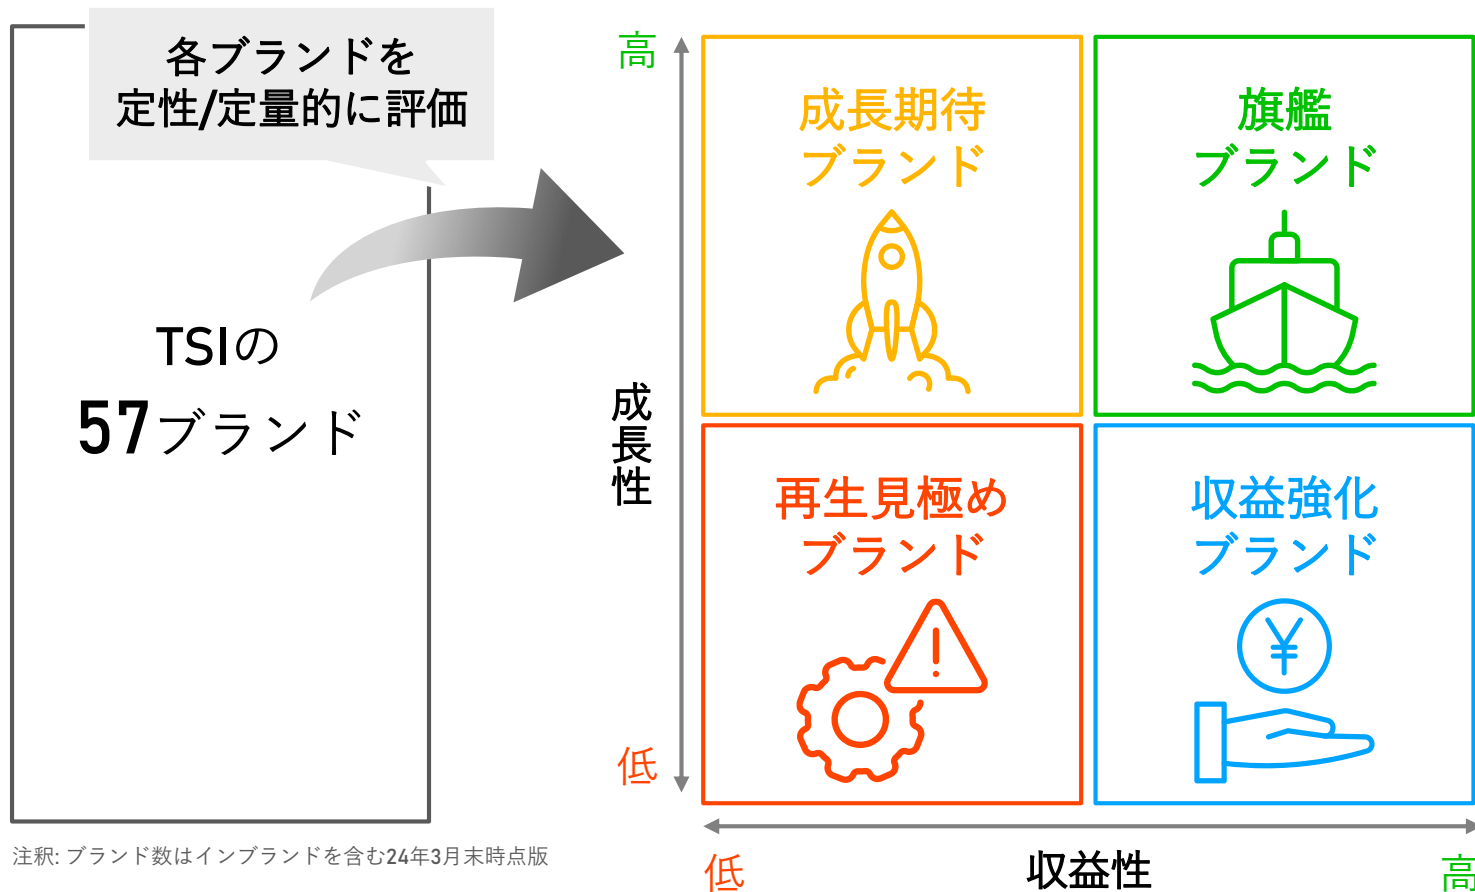 各ブランドを
定性/定量的に評価
TSIの
57ブランド
注釈: ブランド数はインブランドを含む24年3月末時点版
高
成長性
低
成長期待
ブランド
旗艦
ブランド
再生見極め
ブランド
収益強化
ブランド
¥
低
収益性
高